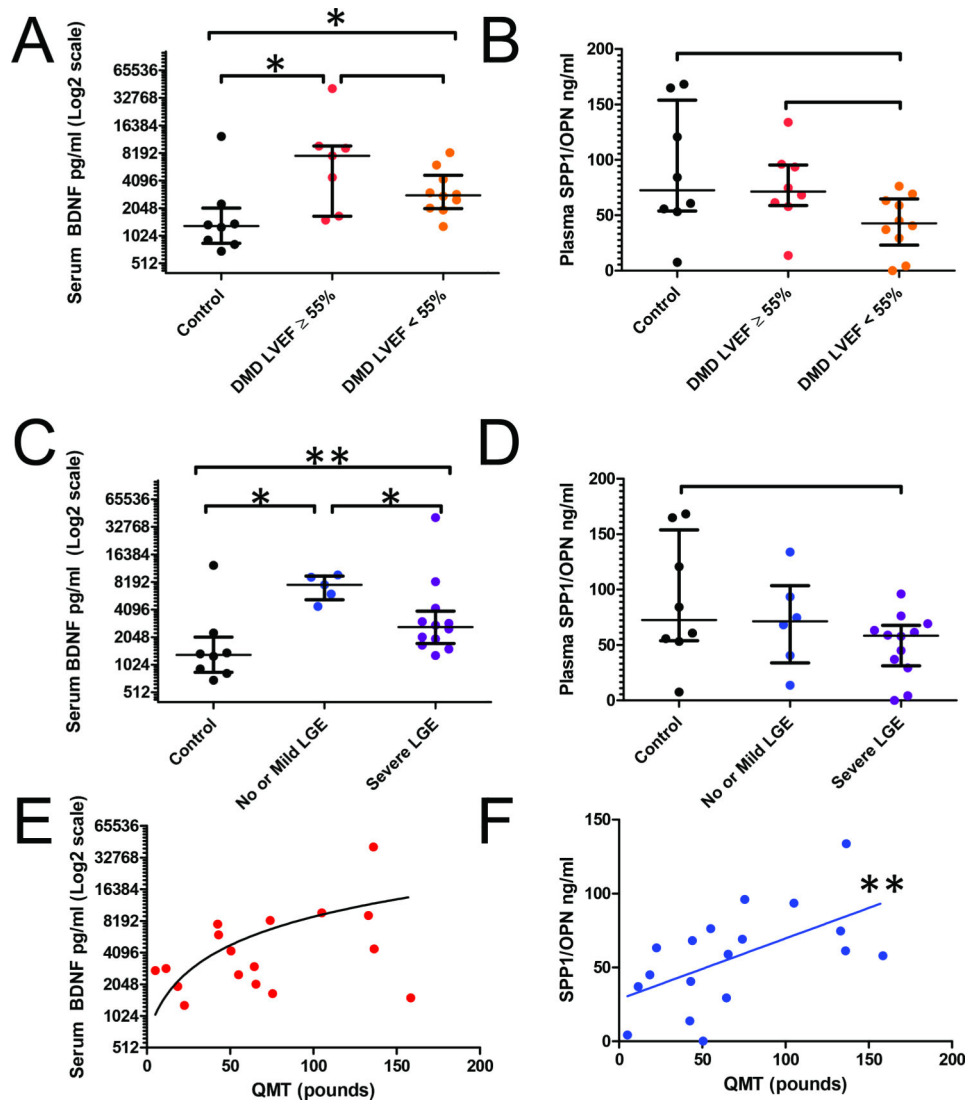 A
*
*
Serum BDNF pg/ml (Log2 scale)
65536
32768
16384
8192
4096
2048
1024
512
Control
DMD LVEF ≥ 55%
DMD LVEF < 55%
B
Plasma SPP1/OPN ng/ml
200
150
100
50
0
Control
DMD LVEF ≥ 55%
DMD LVEF < 55%
C
**
*
*
Serum BDNF pg/ml (Log2 scale)
65536
32768
16384
8192
4096
2048
1024
512
Control
No or Mild LGE
Severe LGE
D
Plasma SPP1/OPN ng/ml
200
150
100
50
0
Control
No or Mild LGE
Severe LGE
E
Serum BDNF pg/ml (Log2 scale)
65536
32768
16384
8192
4096
2048
1024
512
0 50 100 150 200
QMT (pounds)
F
**
SPP1/OPN ng/ml
150
100
50
0
0 50 100 150 200
QMT (pounds)